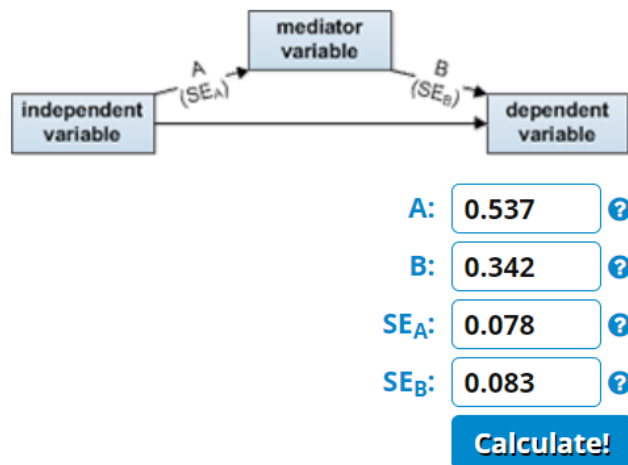 mediator
variable
A
(SEA)
B
(SEB)
independent
variable
dependent
variable
A: 0.537 ?
B: 0.342 ?
SEA: 0.078 ?
SEB: 0.083 ?
Calculate!